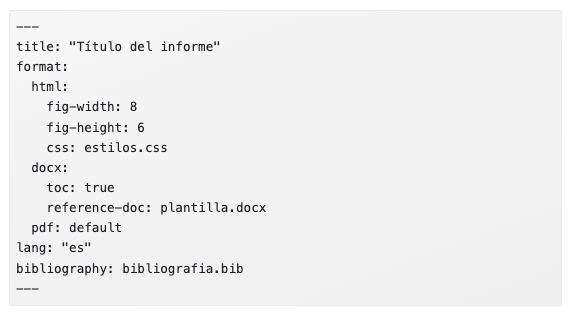 ---
title: "Título del informe"
format:
  html:
    fig-width: 8
    fig-height: 6
    css: estilos.css
  docx:
    toc: true
    reference-doc: plantilla.docx
  pdf: default
lang: "es"
bibliography: bibliografia.bib
---